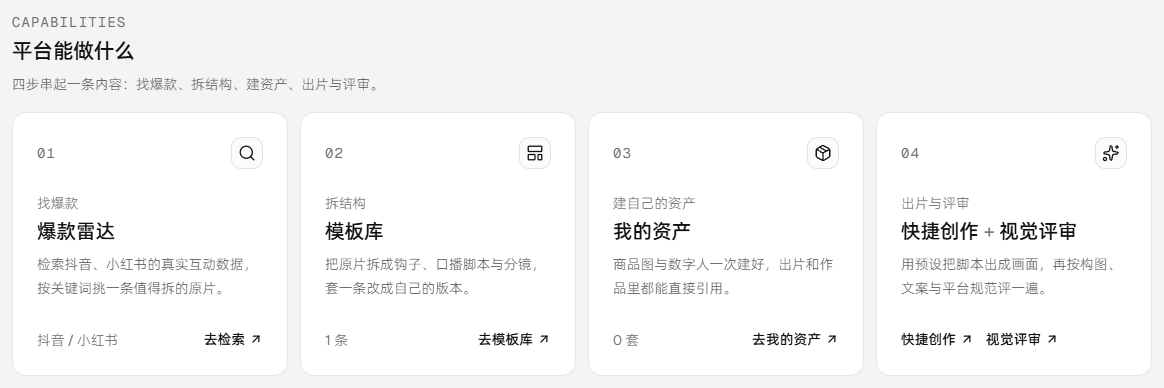 CAPABILITIES
平台能做什么
四步串起一条内容：找爆款、拆结构、建资产、出片与评审。
01
找爆款
爆款雷达
检索抖音、小红书的真实互动数据，
按关键词挑一条值得拆的原片。
抖音 / 小红书
去检索 ↗
02
拆结构
模板库
把原片拆成钩子、口播脚本与分镜，
套一条改成自己的版本。
1 条
去模板库 ↗
03
建自己的资产
我的资产
商品图与数字人一次建好，出片和作
品里都能直接引用。
0 套
去我的资产 ↗
04
出片与评审
快捷创作 + 视觉评审
用预设把脚本出成画面，再按构图、
文案与平台规范评一遍。
快捷创作 ↗ 视觉评审 ↗